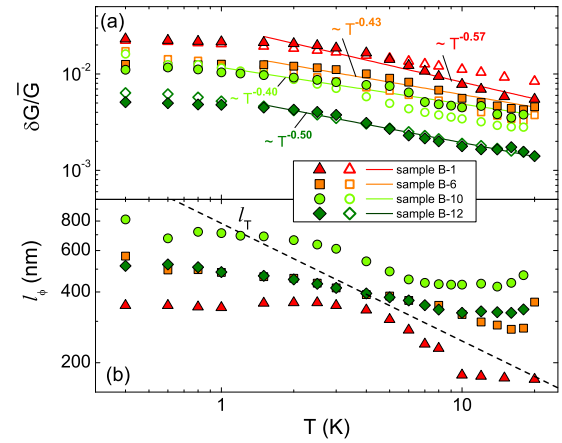 (a)
~ T^-0.43
~ T^-0.57
10^-2
δG/G̅
~ T^-0.40
~ T^-0.50
10^-3
sample B-1
sample B-6
sample B-10
sample B-12
800
l_T
600
l_ϕ (nm)
400
200
(b)
1
10
T (K)